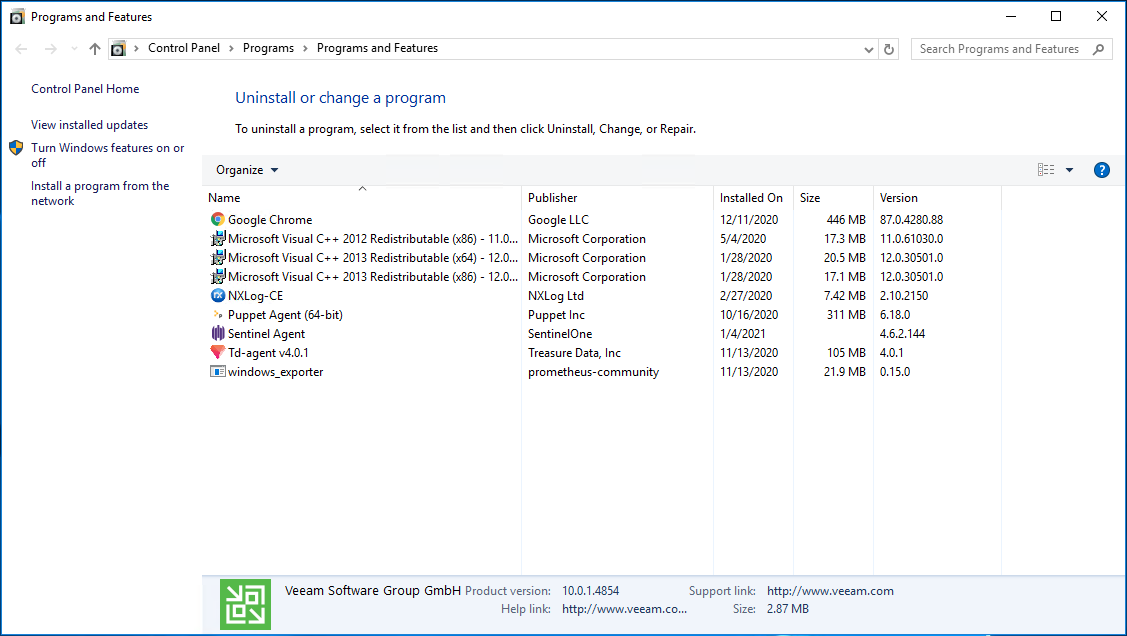 Programs and Features
Control Panel > Programs > Programs and Features
Search Programs and Features
Control Panel Home
View installed updates
Turn Windows features on or
off
Install a program from the
network
Uninstall or change a program
To uninstall a program, select it from the list and then click Uninstall, Change, or Repair.
Organize
Name Publisher Installed On Size Version
Google Chrome Google LLC 12/11/2020 446 MB 87.0.4280.88
Microsoft Visual C++ 2012 Redistributable (x86) - 11.0... Microsoft Corporation 5/4/2020 17.3 MB 11.0.61030.0
Microsoft Visual C++ 2013 Redistributable (x64) - 12.0... Microsoft Corporation 1/28/2020 20.5 MB 12.0.30501.0
Microsoft Visual C++ 2013 Redistributable (x86) - 12.0... Microsoft Corporation 1/28/2020 17.1 MB 12.0.30501.0
NXLog-CE NXLog Ltd 2/27/2020 7.42 MB 2.10.2150
Puppet Agent (64-bit) Puppet Inc 10/16/2020 311 MB 6.18.0
Sentinel Agent SentinelOne 1/4/2021 4.6.2.144
Td-agent v4.0.1 Treasure Data, Inc 11/13/2020 105 MB 4.0.1
windows_exporter prometheus-community 11/13/2020 21.9 MB 0.15.0
Veeam Software Group GmbH Product version: 10.0.1.4854 Support link: http://www.veeam.com
Help link: http://www.veeam.co... Size: 2.87 MB